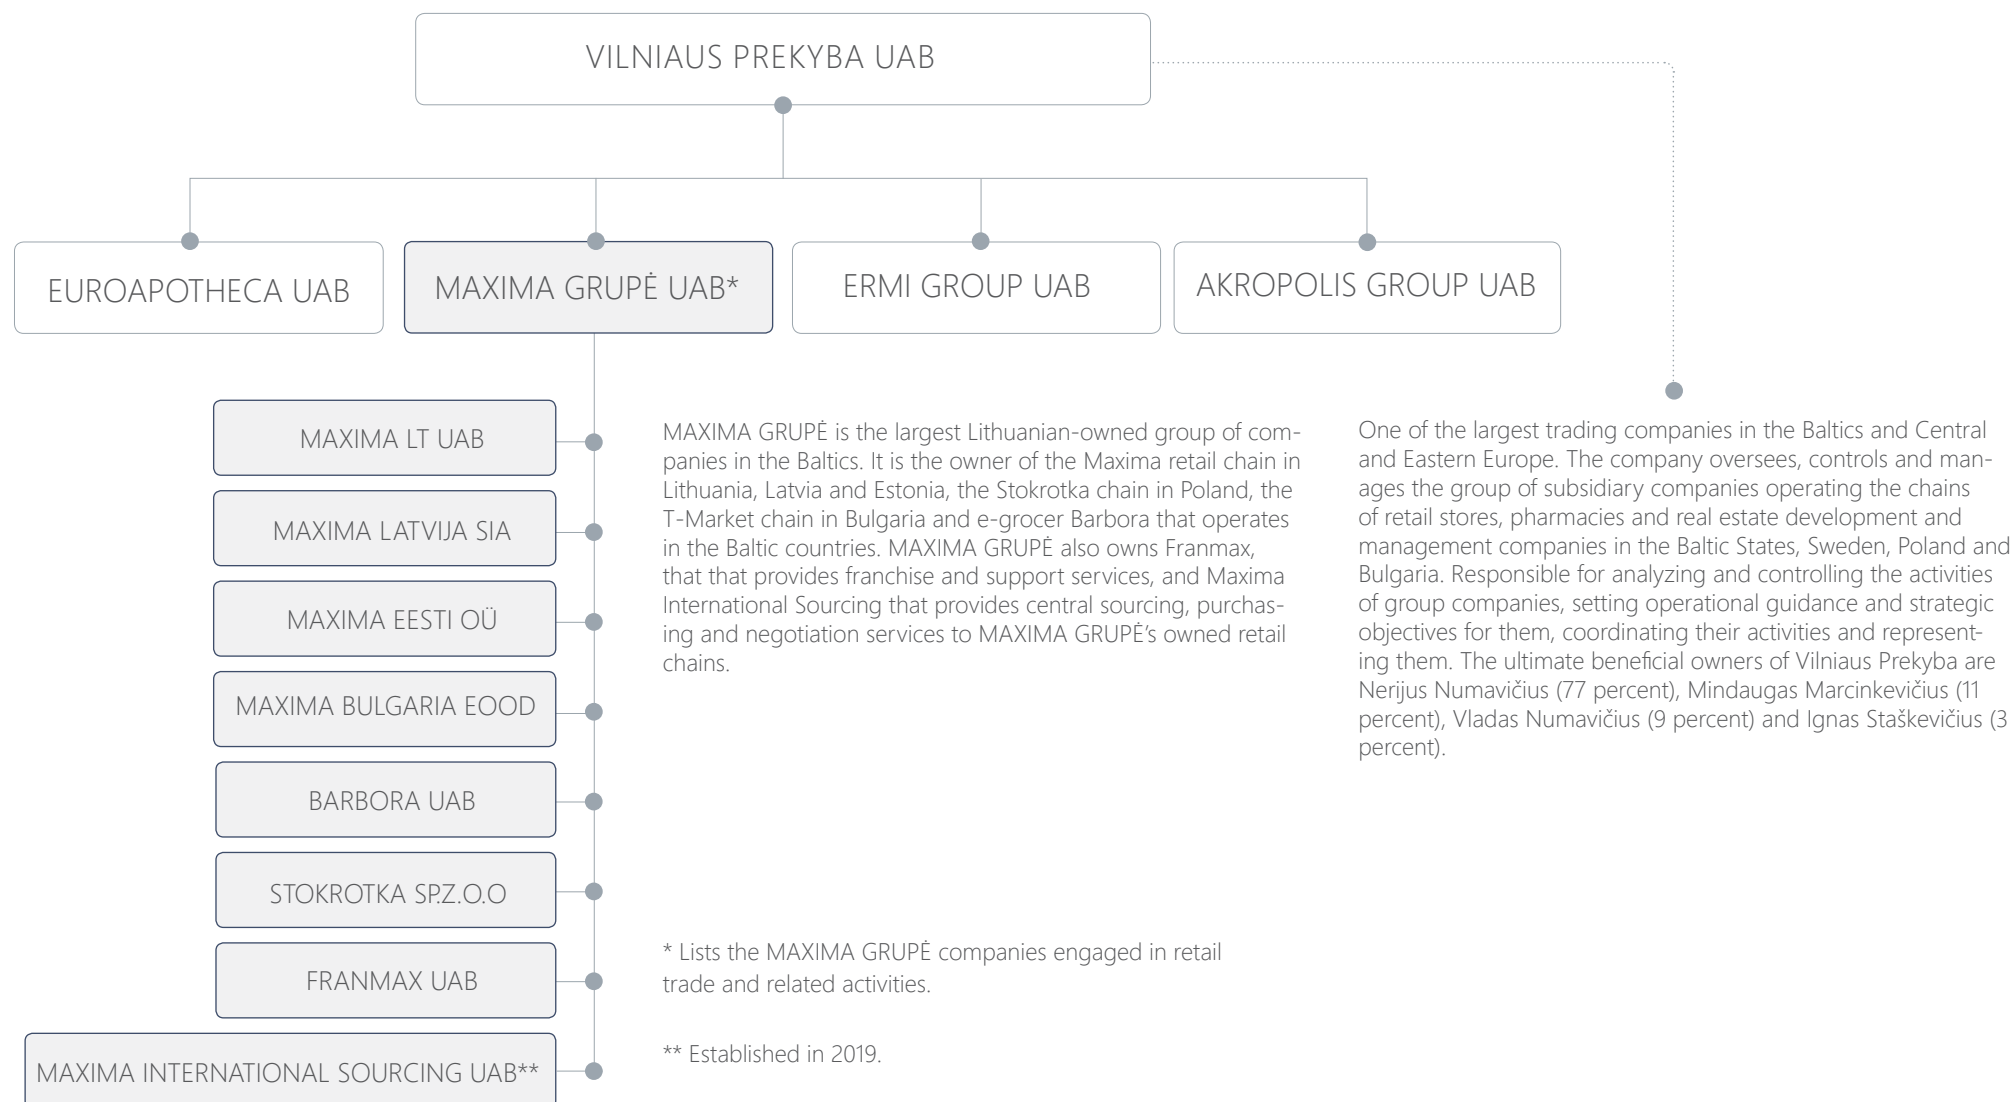 VILNIAUS PREKYBA UAB
EUROAPOTHECA UAB
MAXIMA GRUPĖ UAB*
ERMI GROUP UAB
AKROPOLIS GROUP UAB
MAXIMA LT UAB
MAXIMA LATVIJA SIA
MAXIMA EESTI OÜ
MAXIMA BULGARIA EOOD
BARBORA UAB
STOKROTKA SP.Z.O.O
FRANMAX UAB
MAXIMA INTERNATIONAL SOURCING UAB**
MAXIMA GRUPĖ is the largest Lithuanian-owned group of com-
panies in the Baltics. It is the owner of the Maxima retail chain in
Lithuania, Latvia and Estonia, the Stokrotka chain in Poland, the
T-Market chain in Bulgaria and e-grocer Barbora that operates
in the Baltic countries. MAXIMA GRUPĖ also owns Franmax,
that that provides franchise and support services, and Maxima
International Sourcing that provides central sourcing, purchas-
ing and negotiation services to MAXIMA GRUPĖ's owned retail
chains.
* Lists the MAXIMA GRUPĖ companies engaged in retail
trade and related activities.
** Established in 2019.
One of the largest trading companies in the Baltics and Central
and Eastern Europe. The company oversees, controls and man-
ages the group of subsidiary companies operating the chains
of retail stores, pharmacies and real estate development and
management companies in the Baltic States, Sweden, Poland and
Bulgaria. Responsible for analyzing and controlling the activities
of group companies, setting operational guidance and strategic
objectives for them, coordinating their activities and represent-
ing them. The ultimate beneficial owners of Vilniaus Prekyba are
Nerijus Numavičius (77 percent), Mindaugas Marcinkevičius (11
percent), Vladas Numavičius (9 percent) and Ignas Staškevičius (3
percent).